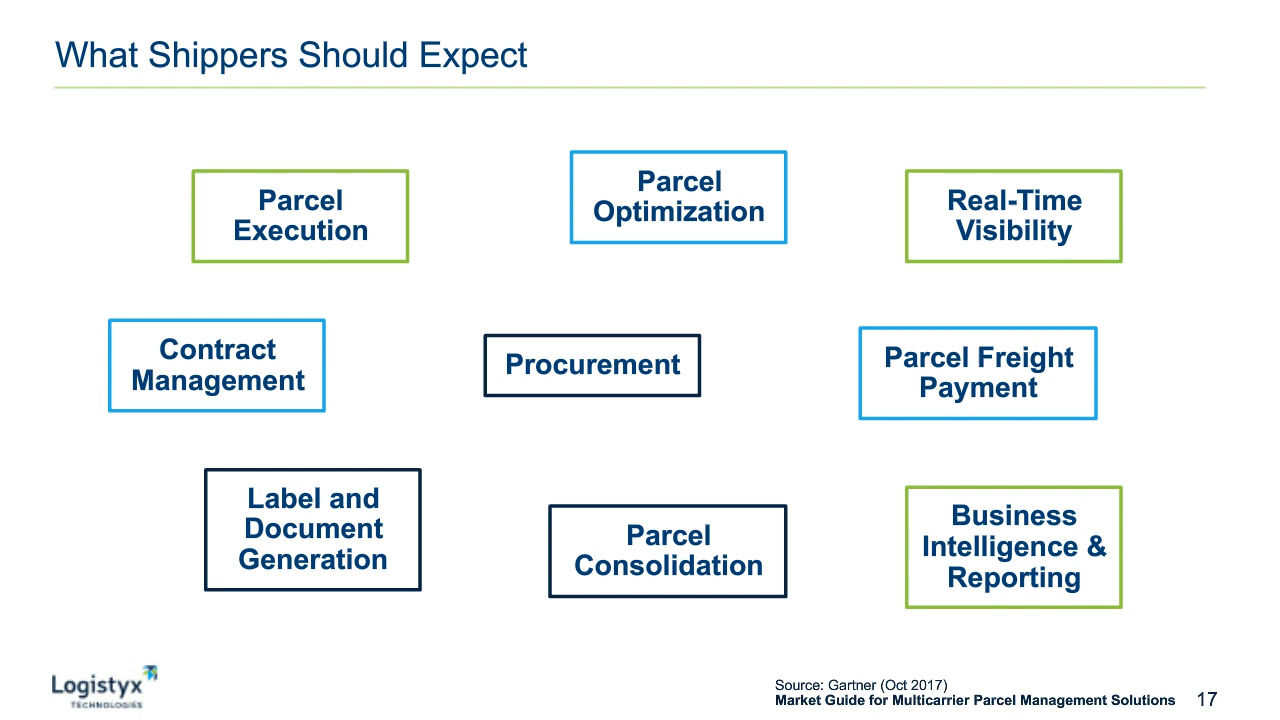 What Shippers Should Expect
Parcel
Execution
Parcel
Optimization
Real-Time
Visibility
Contract
Management
Procurement
Parcel Freight
Payment
Label and
Document
Generation
Parcel
Consolidation
Business
Intelligence &
Reporting
Logistyx
TECHNOLOGIES
Source: Gartner (Oct 2017)
Market Guide for Multicarrier Parcel Management Solutions
17